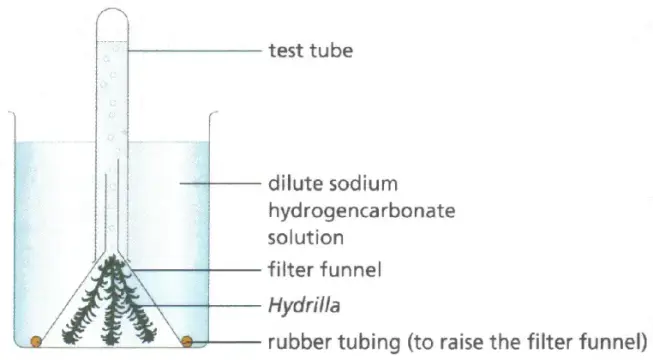 test tube
dilute sodium
hydrogencarbonate
solution
filter funnel
Hydrilla
rubber tubing (to raise the filter funnel)